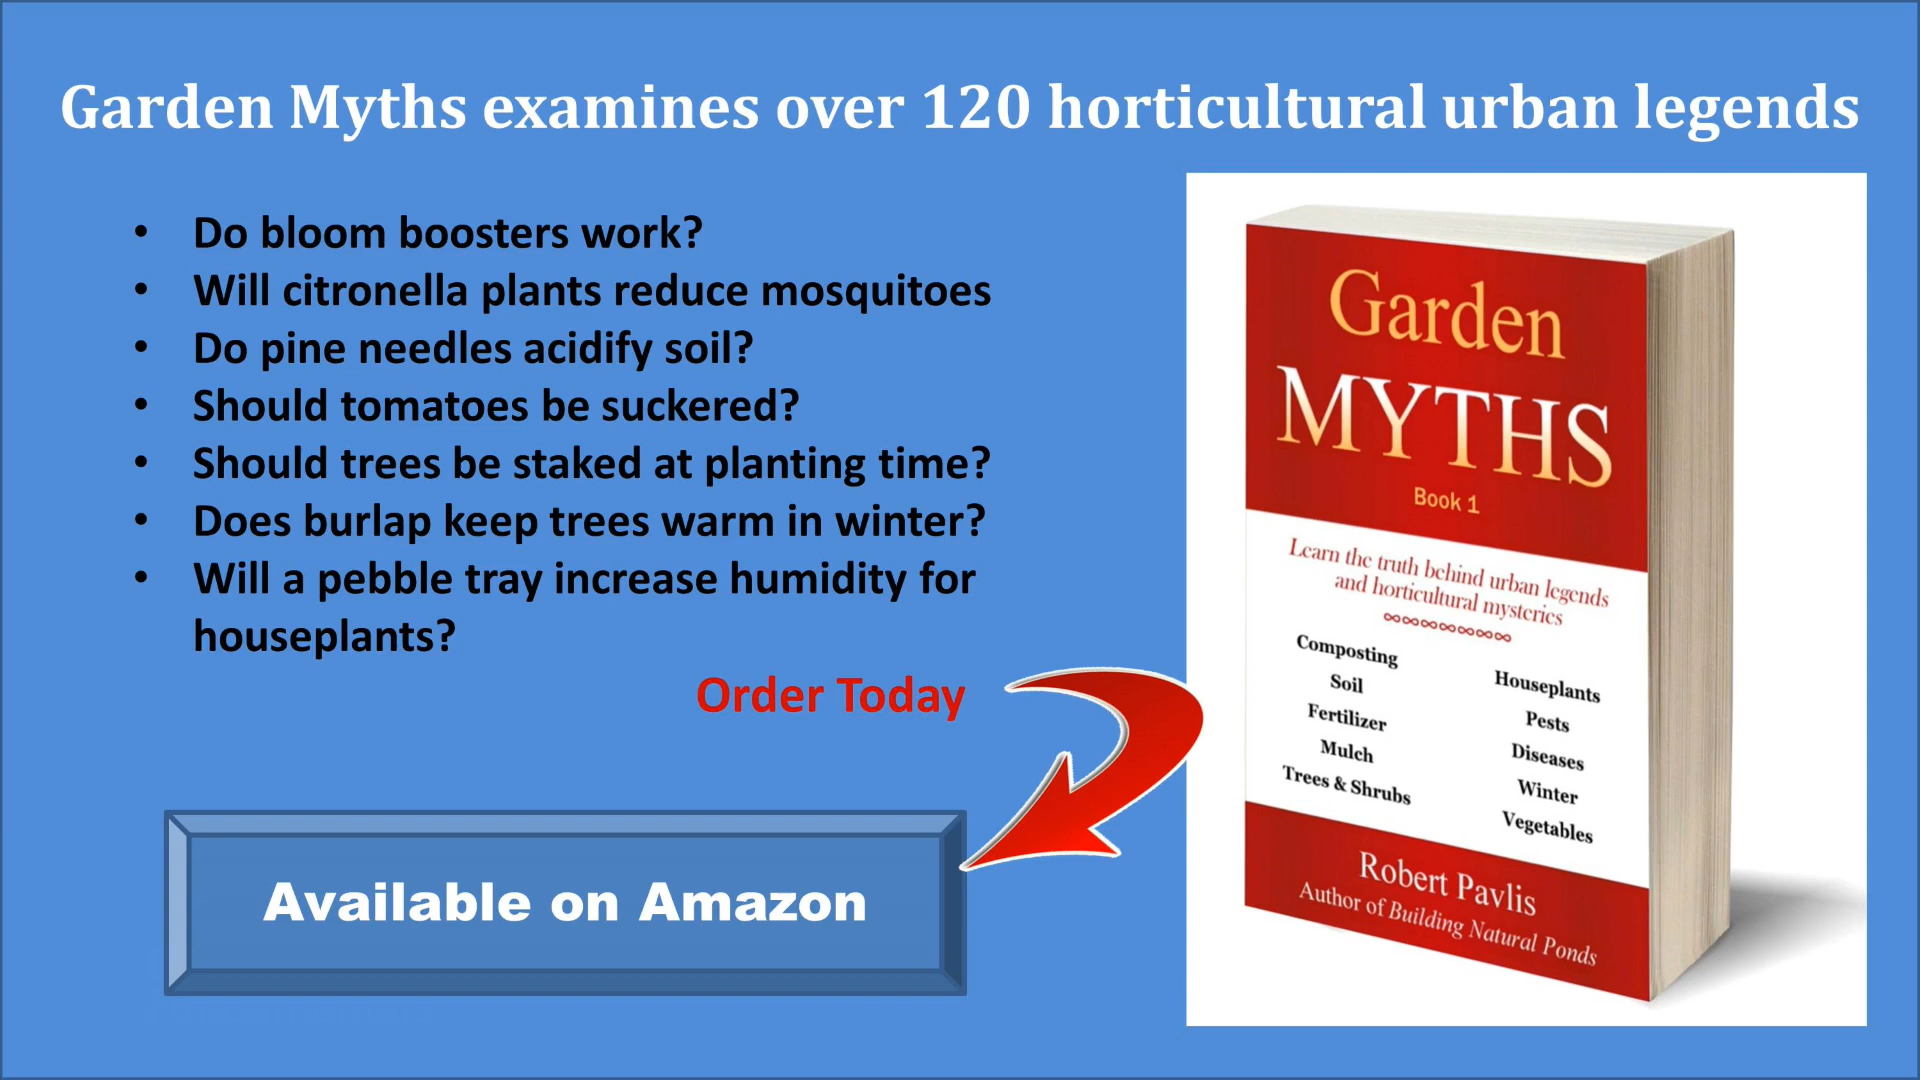 Garden Myths examines over 120 horticultural urban legends
• Do bloom boosters work?
• Will citronella plants reduce mosquitoes
• Do pine needles acidify soil?
• Should tomatoes be suckered?
• Should trees be staked at planting time?
• Does burlap keep trees warm in winter?
• Will a pebble tray increase humidity for
houseplants?
Order Today
Available on Amazon
Garden
MYTHS
Book 1
Learn the truth behind urban legends
and horticultural mysteries
Composting
Soil
Fertilizer
Mulch
Trees & Shrubs
Houseplants
Pests
Diseases
Winter
Vegetables
Robert Pavlis
Author of Building Natural Ponds